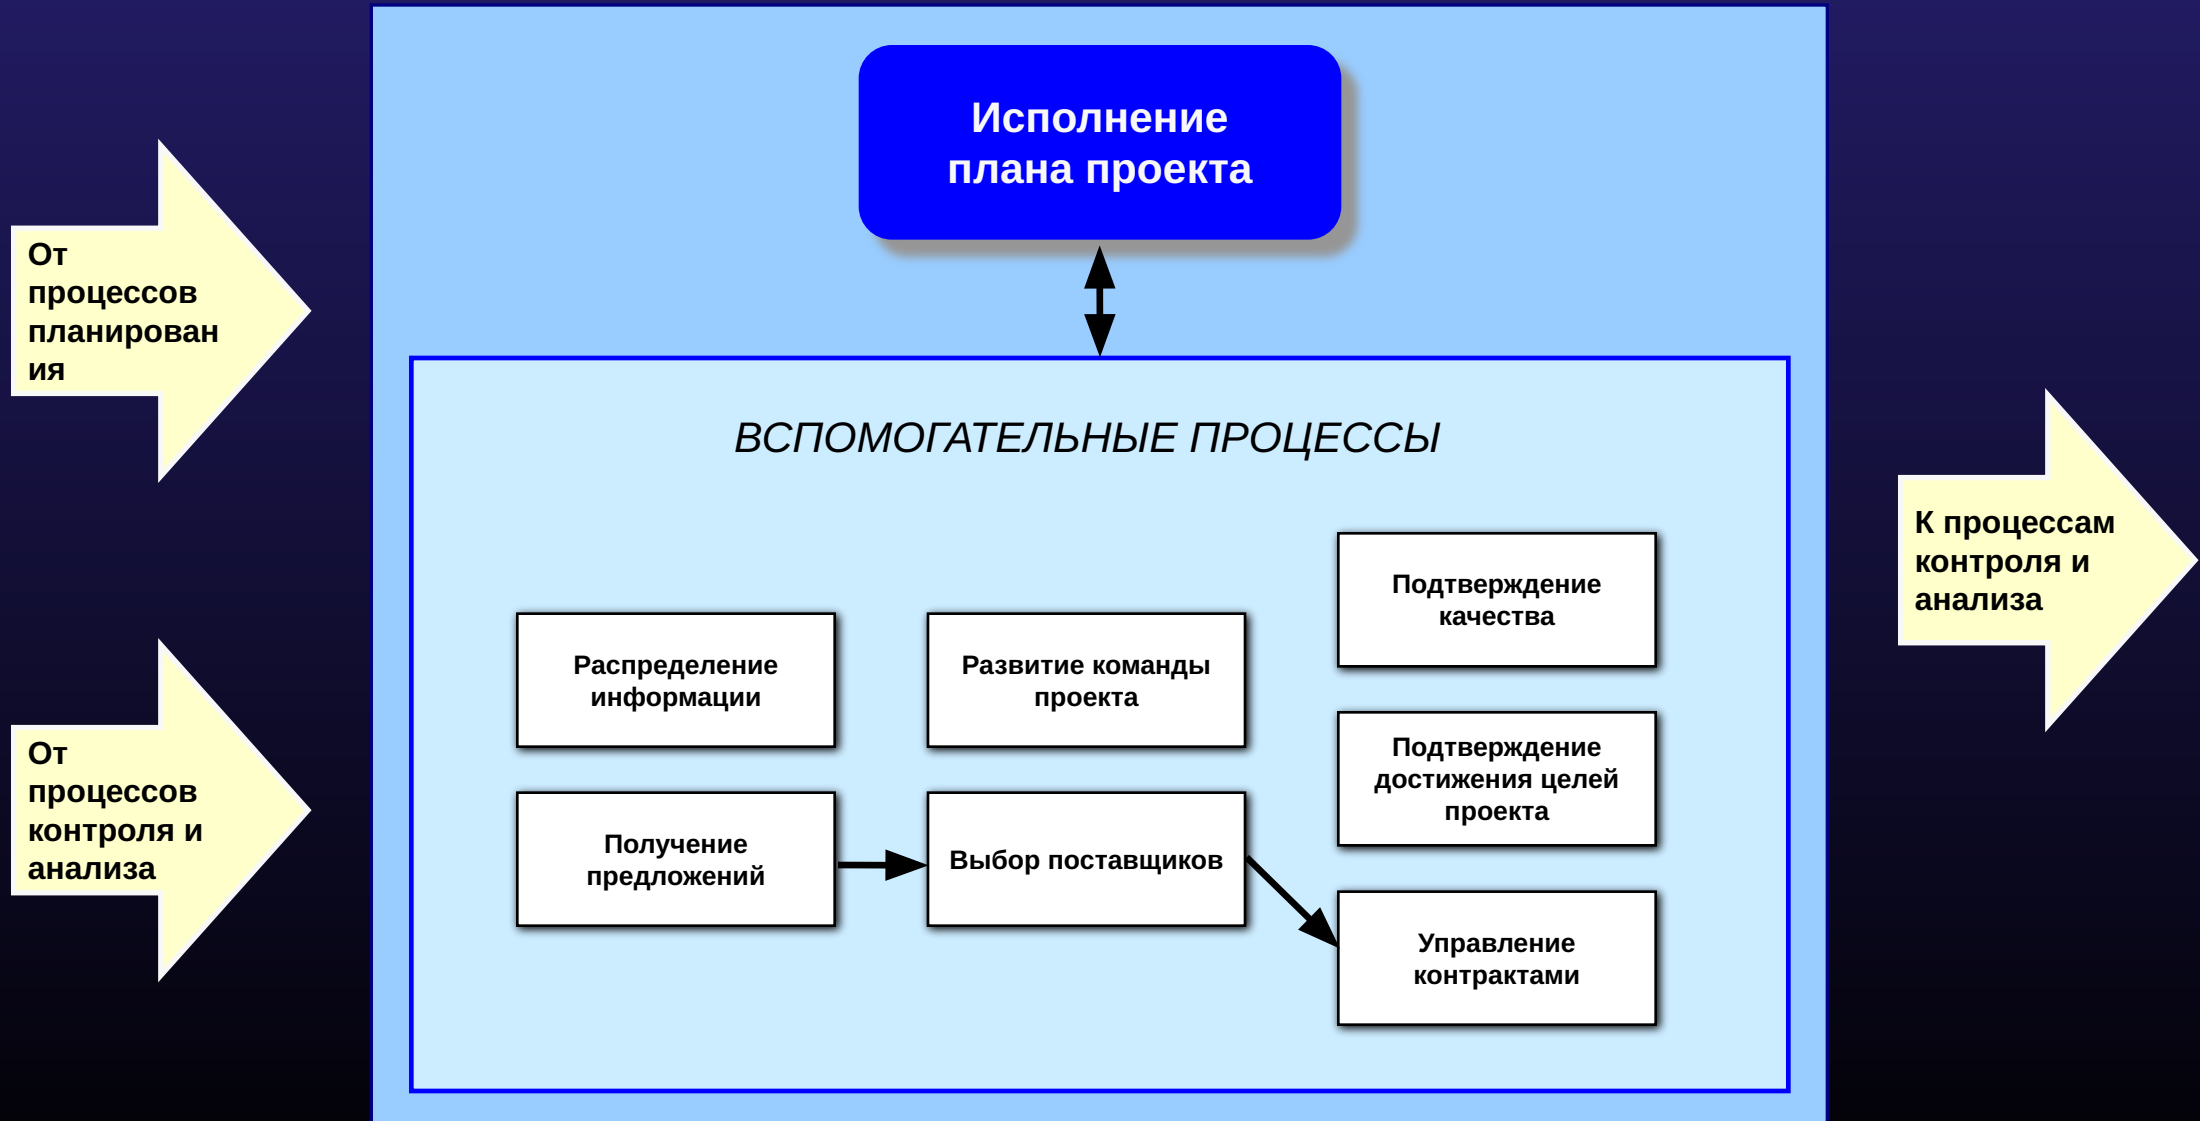 Исполнение
плана проекта
От
процессов
планирован
ия
ВСПОМОГАТЕЛЬНЫЕ ПРОЦЕССЫ
К процессам
контроля и
анализа
Подтверждение
качества
Распределение
информации
Развитие команды
проекта
Подтверждение
достижения целей
проекта
От
процессов
контроля и
анализа
Получение
предложений
Выбор поставщиков
Управление
контрактами